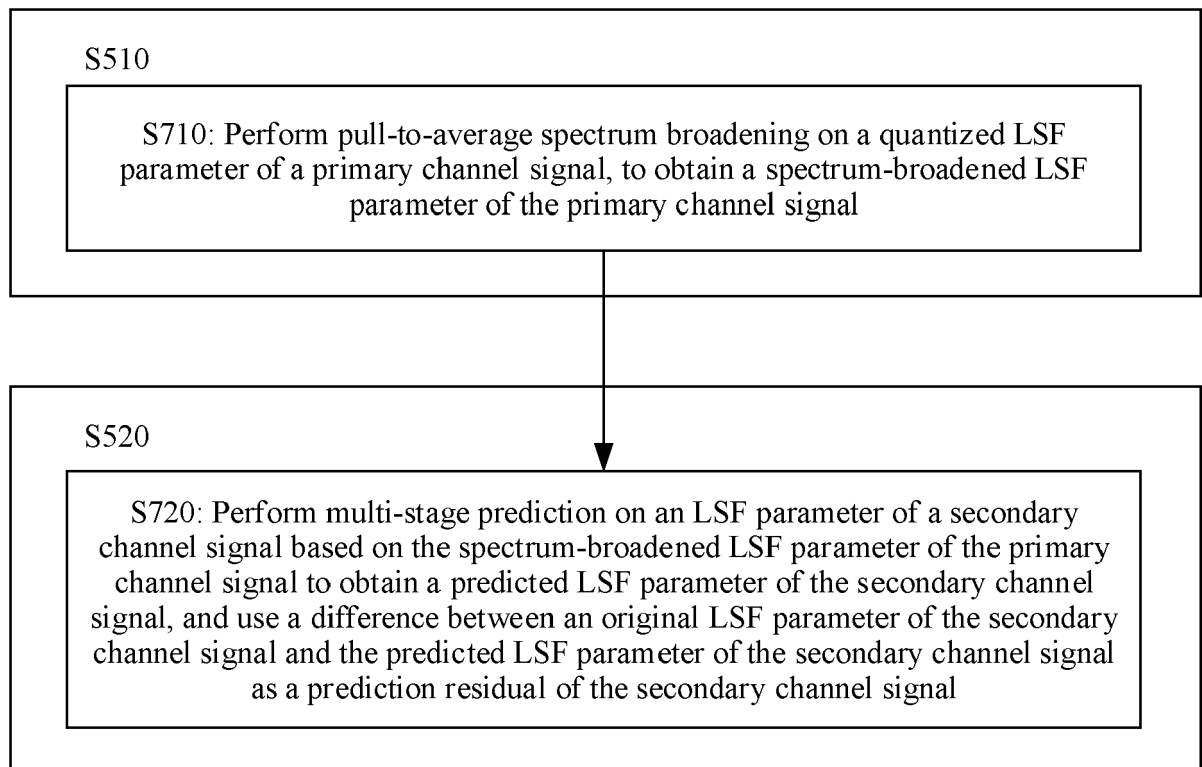 S510
S710: Perform pull-to-average spectrum broadening on a quantized LSF
parameter of a primary channel signal, to obtain a spectrum-broadened LSF
parameter of the primary channel signal
S520
S720: Perform multi-stage prediction on an LSF parameter of a secondary
channel signal based on the spectrum-broadened LSF parameter of the primary
channel signal to obtain a predicted LSF parameter of the secondary channel
signal, and use a difference between an original LSF parameter of the secondary
channel signal and the predicted LSF parameter of the secondary channel signal
as a prediction residual of the secondary channel signal